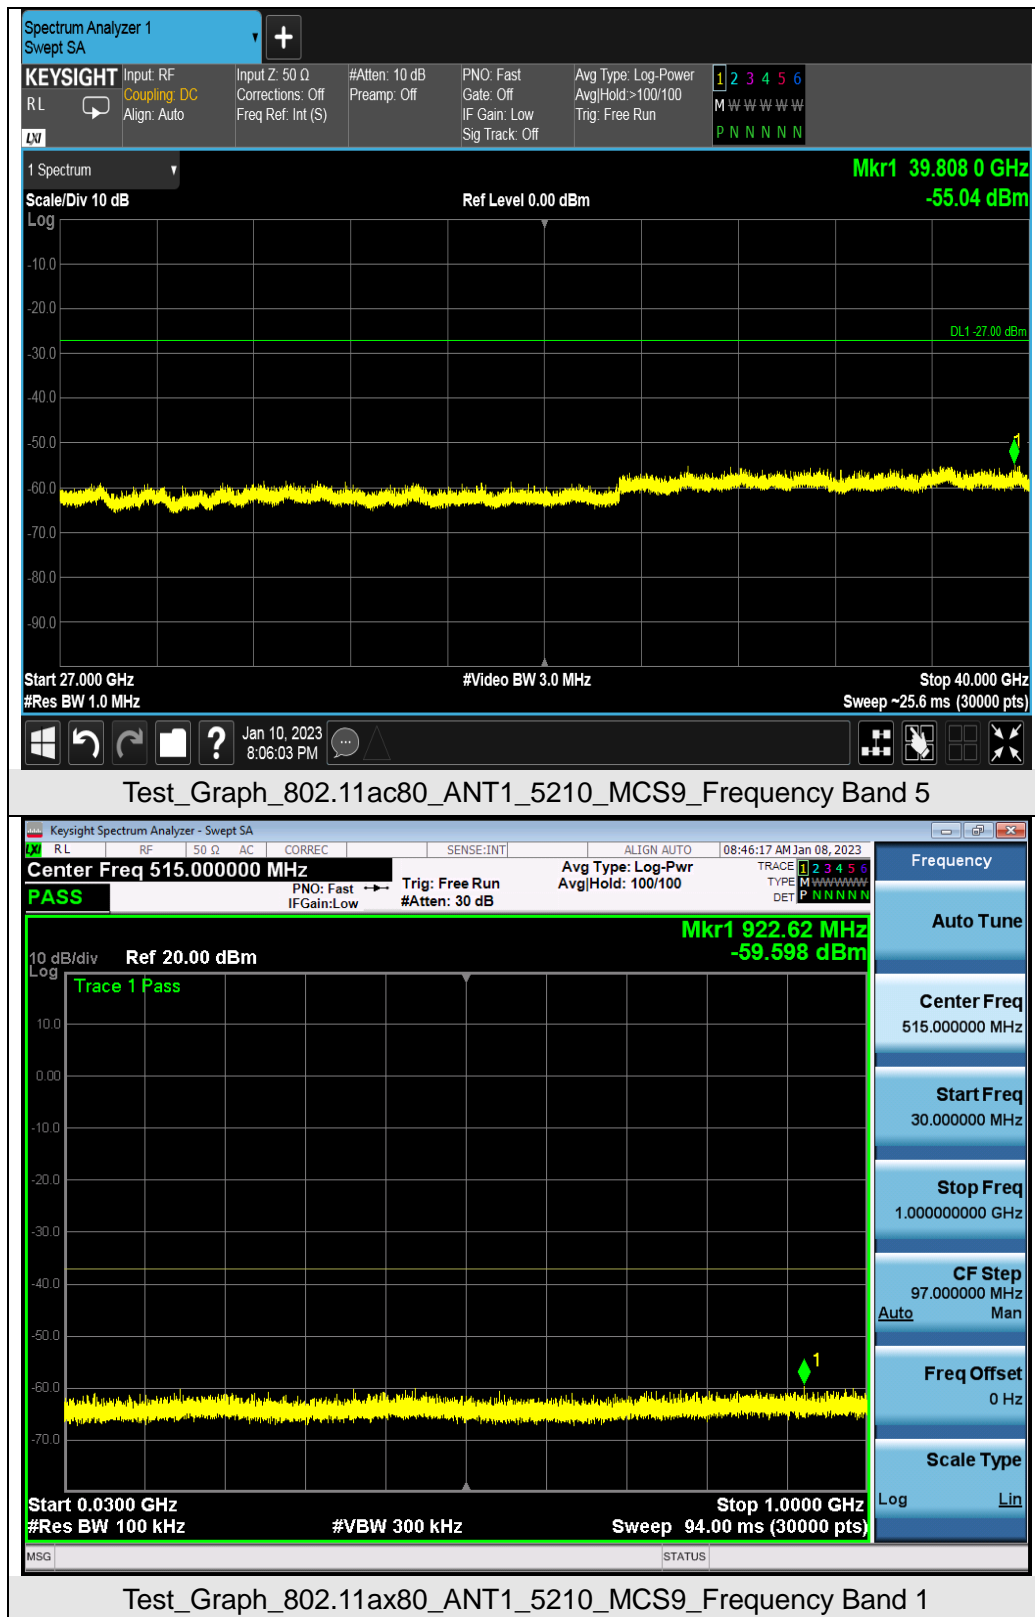 Spectrum Analyzer 1
Swept SA
KEYSIGHT
RL
LXI
Input: RF
Coupling: DC
Align: Auto
Input Z: 50 Ω
Corrections: Off
Freq Ref: Int (S)
#Atten: 10 dB
Preamp: Off
PNO: Fast
Gate: Off
IF Gain: Low
Sig Track: Off
Avg Type: Log-Power
Avg|Hold:>100/100
Trig: Free Run
1 2 3 4 5 6
M W W W W W
P N N N N N
1 Spectrum
Mkr1 39.808 0 GHz
-55.04 dBm
Scale/Div 10 dB
Ref Level 0.00 dBm
Log
-10.0
-20.0
DL1 -27.00 dBm
-30.0
-40.0
-50.0
1
-60.0
-70.0
-80.0
-90.0
Start 27.000 GHz
#Video BW 3.0 MHz
Stop 40.000 GHz
#Res BW 1.0 MHz
Sweep ~25.6 ms (30000 pts)
Jan 10, 2023
8:06:03 PM
Test_Graph_802.11ac80_ANT1_5210_MCS9_Frequency Band 5
Keysight Spectrum Analyzer - Swept SA
LXI RL RF 50 Ω AC CORREC SENSE:INT ALIGN AUTO 08:46:17 AM Jan 08, 2023
Center Freq 515.000000 MHz
PASS
PNO: Fast
IFGain:Low
Trig: Free Run
#Atten: 30 dB
Avg Type: Log-Pwr
Avg|Hold: 100/100
TRACE 1 2 3 4 5 6
TYPE M W W W W W
DET P N N N N N
Mkr1 922.62 MHz
-59.598 dBm
10 dB/div
Ref 20.00 dBm
Log
Trace 1 Pass
10.0
0.00
-10.0
-20.0
-30.0
-40.0
-50.0
1
-60.0
-70.0
Start 0.0300 GHz
Stop 1.0000 GHz
#Res BW 100 kHz
#VBW 300 kHz
Sweep 94.00 ms (30000 pts)
MSG
STATUS
Frequency
Auto Tune
Center Freq
515.000000 MHz
Start Freq
30.000000 MHz
Stop Freq
1.000000000 GHz
CF Step
97.000000 MHz
Auto Man
Freq Offset
0 Hz
Scale Type
Log Lin
Test_Graph_802.11ax80_ANT1_5210_MCS9_Frequency Band 1